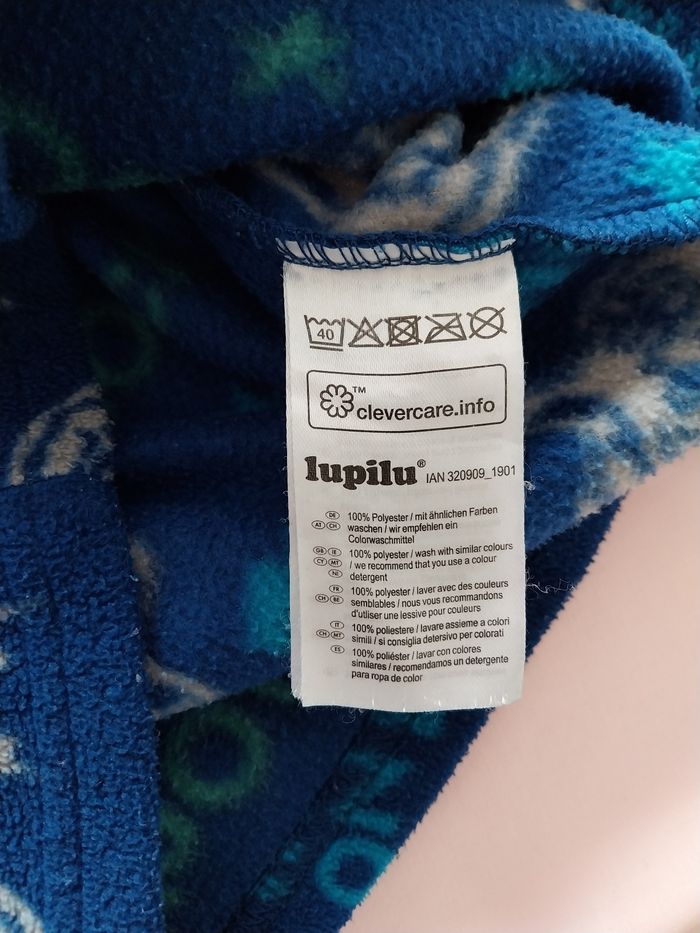 40
™
clevercare.info
lupilu® IAN 320909_1901
DE AT CH 100% Polyester / mit ähnlichen Farben
waschen / wir empfehlen ein
Colorwaschmittel
GB IE CY MT NI 100% polyester / wash with similar colours
/ we recommend that you use a colour
detergent
FR CH BE 100% polyester / laver avec des couleurs
semblables / nous vous recommandons
d'utliser une lessive pour couleurs
IT CH MT 100% poliestere / lavare assieme a colori
simili / si consiglia detersivo per colorati
ES 100% poliéster / lavar con colores
similares / recomendamos un detergente
para ropa de color